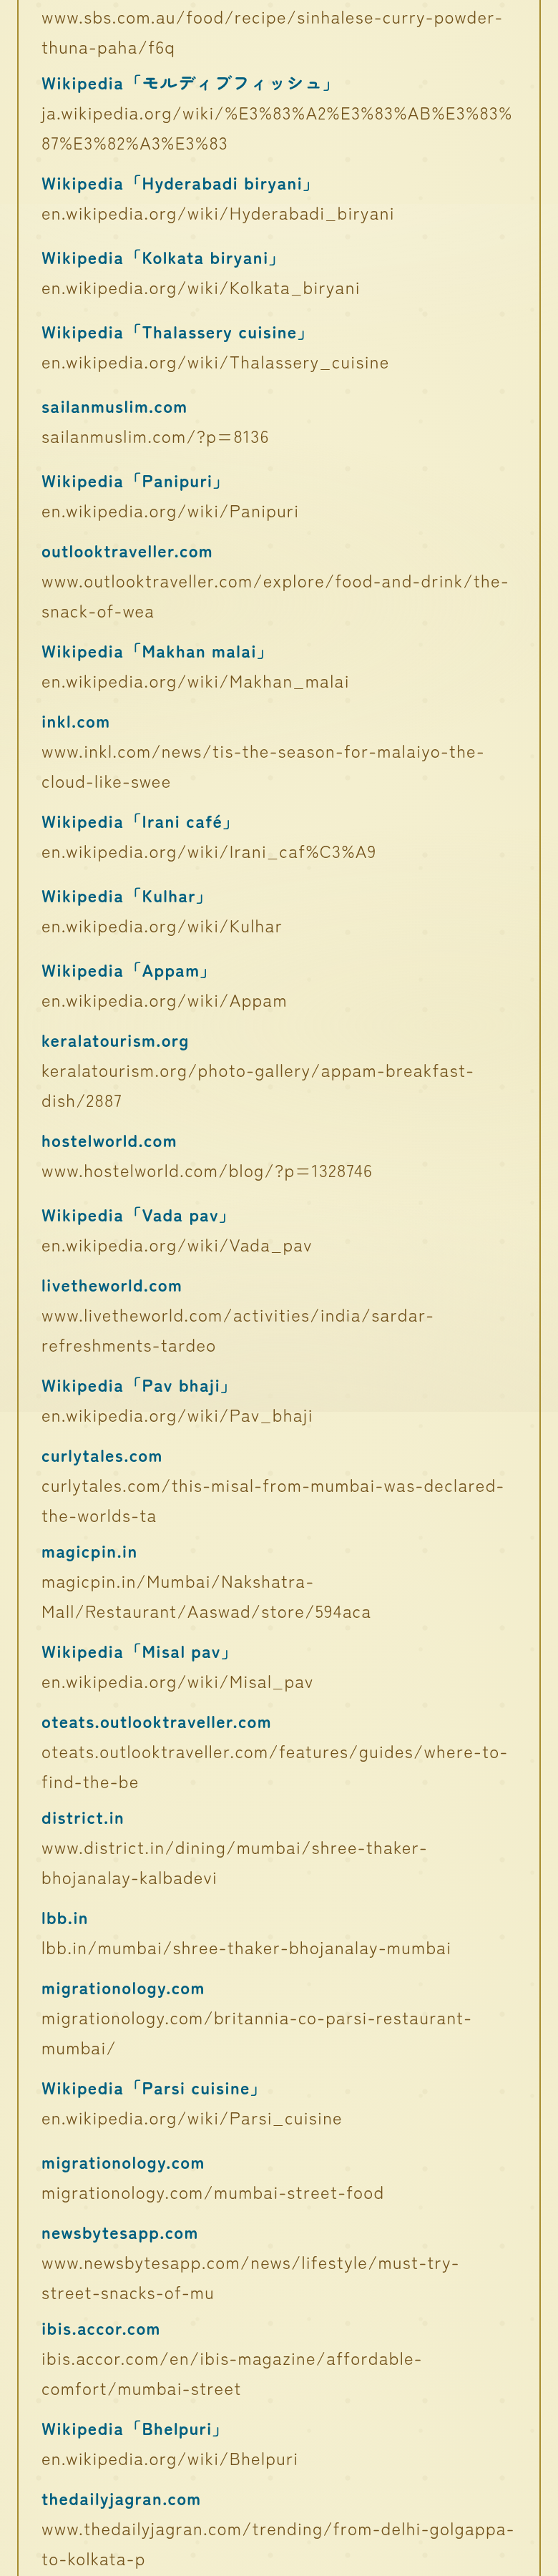 www.sbs.com.au/food/recipe/sinhalese-curry-powder-
thuna-paha/f6q
Wikipedia「モルディブフィッシュ」
ja.wikipedia.org/wiki/%E3%83%A2%E3%83%AB%E3%83%
87%E3%82%A3%E3%83
Wikipedia「Hyderabadi biryani」
en.wikipedia.org/wiki/Hyderabadi_biryani
Wikipedia「Kolkata biryani」
en.wikipedia.org/wiki/Kolkata_biryani
Wikipedia「Thalassery cuisine」
en.wikipedia.org/wiki/Thalassery_cuisine
sailanmuslim.com
sailanmuslim.com/?p=8136
Wikipedia「Panipuri」
en.wikipedia.org/wiki/Panipuri
outlooktraveller.com
www.outlooktraveller.com/explore/food-and-drink/the-
snack-of-wea
Wikipedia「Makhan malai」
en.wikipedia.org/wiki/Makhan_malai
inkl.com
www.inkl.com/news/tis-the-season-for-malaiyo-the-
cloud-like-swee
Wikipedia「Irani café」
en.wikipedia.org/wiki/Irani_caf%C3%A9
Wikipedia「Kulhar」
en.wikipedia.org/wiki/Kulhar
Wikipedia「Appam」
en.wikipedia.org/wiki/Appam
keralatourism.org
keralatourism.org/photo-gallery/appam-breakfast-
dish/2887
hostelworld.com
www.hostelworld.com/blog/?p=1328746
Wikipedia「Vada pav」
en.wikipedia.org/wiki/Vada_pav
livetheworld.com
www.livetheworld.com/activities/india/sardar-
refreshments-tardeo
Wikipedia「Pav bhaji」
en.wikipedia.org/wiki/Pav_bhaji
curlytales.com
curlytales.com/this-misal-from-mumbai-was-declared-
the-worlds-ta
magicpin.in
magicpin.in/Mumbai/Nakshatra-
Mall/Restaurant/Aaswad/store/594aca
Wikipedia「Misal pav」
en.wikipedia.org/wiki/Misal_pav
oteats.outlooktraveller.com
oteats.outlooktraveller.com/features/guides/where-to-
find-the-be
district.in
www.district.in/dining/mumbai/shree-thaker-
bhojanalay-kalbadevi
lbb.in
lbb.in/mumbai/shree-thaker-bhojanalay-mumbai
migrationology.com
migrationology.com/britannia-co-parsi-restaurant-
mumbai/
Wikipedia「Parsi cuisine」
en.wikipedia.org/wiki/Parsi_cuisine
migrationology.com
migrationology.com/mumbai-street-food
newsbytesapp.com
www.newsbytesapp.com/news/lifestyle/must-try-
street-snacks-of-mu
ibis.accor.com
ibis.accor.com/en/ibis-magazine/affordable-
comfort/mumbai-street
Wikipedia「Bhelpuri」
en.wikipedia.org/wiki/Bhelpuri
thedailyjagran.com
www.thedailyjagran.com/trending/from-delhi-golgappa-
to-kolkata-p